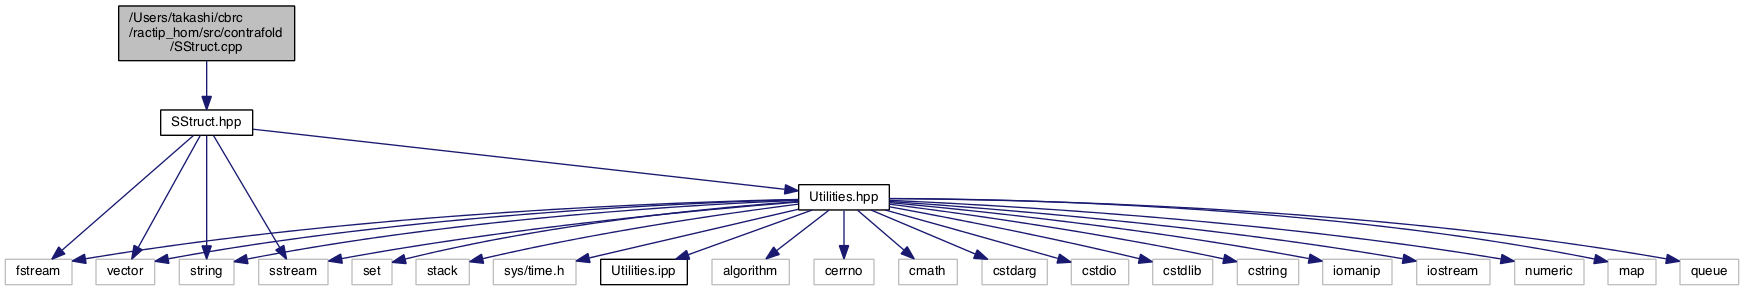 /Users/takashi/cbrc
/ractip_hom/src/contrafold
/SStruct.cpp
SStruct.hpp
Utilities.hpp
fstream
vector
string
sstream
set
stack
sys/time.h
Utilities.ipp
algorithm
cerrno
cmath
cstdarg
cstdio
cstdlib
cstring
iomanip
iostream
numeric
map
queue